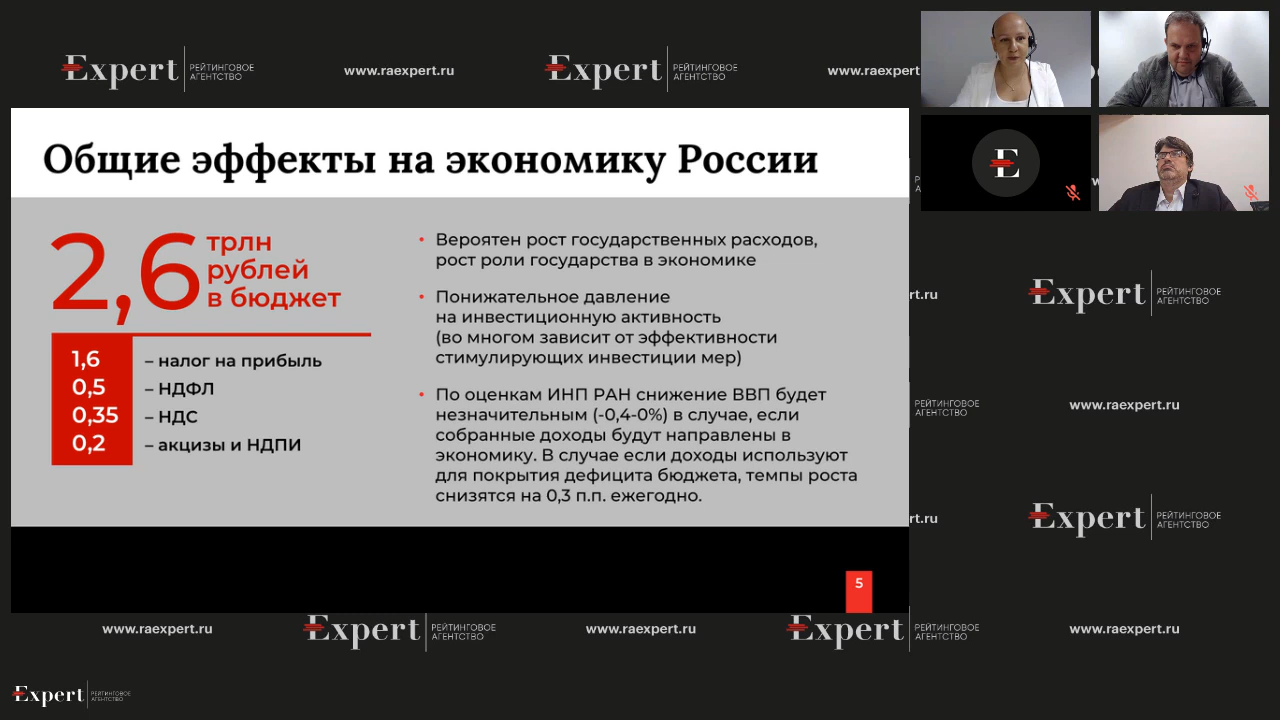 Expert РЕЙТИНГОВОЕ АГЕНТСТВО
www.raexpert.ru
Expert РЕЙТИНГОВОЕ АГЕНТСТВО
www.raexpert
Общие эффекты на экономику России
2,6 трлн
рублей
в бюджет
1,6 – налог на прибыль
0,5 – НДФЛ
0,35 – НДС
0,2 – акцизы и НДПИ
• Вероятен рост государственных расходов,
рост роли государства в экономике
• Понижательное давление
на инвестиционную активность
(во многом зависит от эффективности
стимулирующих инвестиции мер)
• По оценкам ИНП РАН снижение ВВП будет
незначительным (-0,4-0%) в случае, если
собранные доходы будут направлены в
экономику. В случае если доходы используют
для покрытия дефицита бюджета, темпы роста
снизятся на 0,3 п.п. ежегодно.
5
E
rt.ru
Expert РЕЙТИНГОВОЕ АГЕНТСТВО
РЕЙТИНГОВОЕ АГЕНТСТВО
www.raexpert.ru
rt.ru
Expert РЕЙТИНГОВОЕ АГЕНТСТВО
www.raexpert.ru
Expert РЕЙТИНГОВОЕ АГЕНТСТВО
www.raexpert.ru
Expert РЕЙТИНГОВОЕ АГЕНТСТВО
www.raexpert.ru
Expert РЕЙТИНГОВОЕ АГЕНТСТВО